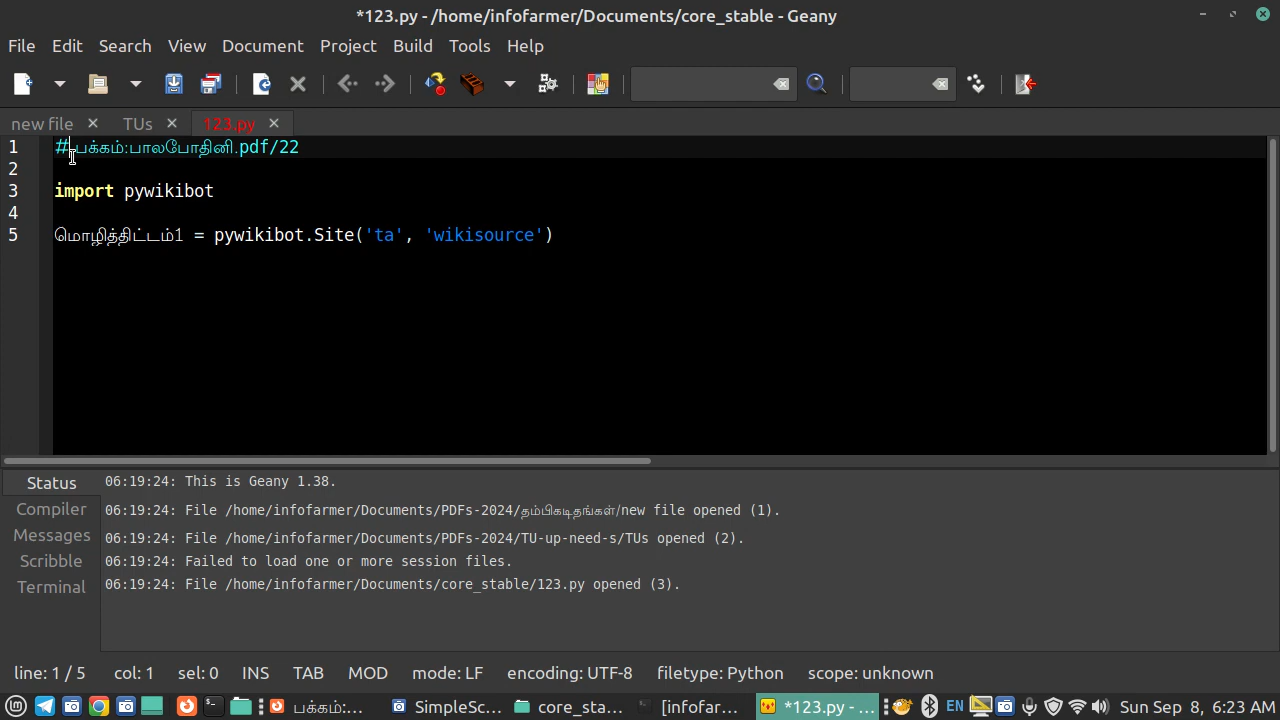 *123.py - /home/infofarmer/Documents/core_stable - Geany
File Edit Search View Document Project Build Tools Help
new file TUs 123.py
1 # பக்கம்:பாலபோதினி.pdf/22
2
3 import pywikibot
4
5 மொழித்திட்டம்1 = pywikibot.Site('ta', 'wikisource')
Status
Compiler
Messages
Scribble
Terminal
06:19:24: This is Geany 1.38.
06:19:24: File /home/infofarmer/Documents/PDFs-2024/தம்பிகடிதங்கள்/new file opened (1).
06:19:24: File /home/infofarmer/Documents/PDFs-2024/TU-up-need-s/TUs opened (2).
06:19:24: Failed to load one or more session files.
06:19:24: File /home/infofarmer/Documents/core_stable/123.py opened (3).
line: 1 / 5 col: 1 sel: 0 INS TAB MOD mode: LF encoding: UTF-8 filetype: Python scope: unknown
பக்கம்:... SimpleSc... core_sta... [infofar... *123.py - ... EN Sun Sep 8, 6:23 AM